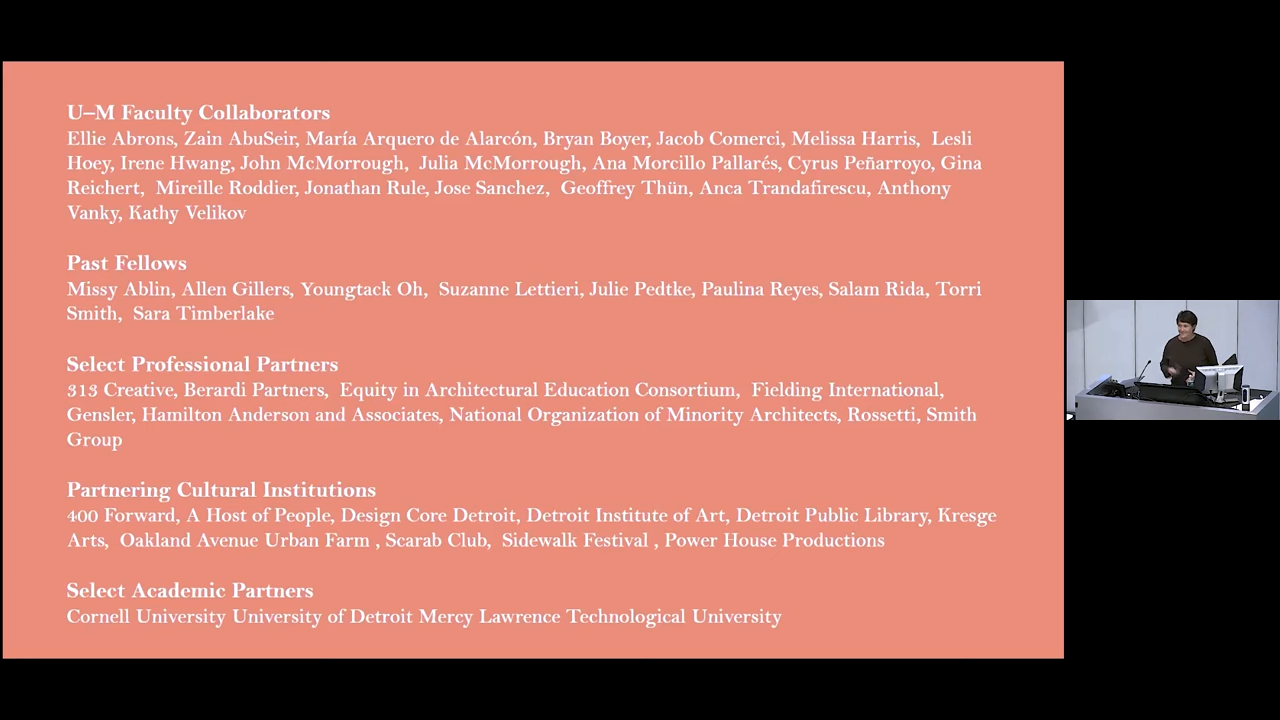 U–M Faculty Collaborators
Ellie Abrons, Zain AbuSeir, María Arquero de Alarcón, Bryan Boyer, Jacob Comerci, Melissa Harris, Lesli
Hoey, Irene Hwang, John McMorrough, Julia McMorrough, Ana Morcillo Pallarés, Cyrus Peñarroyo, Gina
Reichert, Mireille Roddier, Jonathan Rule, Jose Sanchez, Geoffrey Thün, Anca Trandafirescu, Anthony
Vanky, Kathy Velikov
Past Fellows
Missy Ablin, Allen Gillers, Youngtack Oh, Suzanne Lettieri, Julie Pedtke, Paulina Reyes, Salam Rida, Torri
Smith, Sara Timberlake
Select Professional Partners
313 Creative, Berardi Partners, Equity in Architectural Education Consortium, Fielding International,
Gensler, Hamilton Anderson and Associates, National Organization of Minority Architects, Rossetti, Smith
Group
Partnering Cultural Institutions
400 Forward, A Host of People, Design Core Detroit, Detroit Institute of Art, Detroit Public Library, Kresge
Arts, Oakland Avenue Urban Farm , Scarab Club, Sidewalk Festival , Power House Productions
Select Academic Partners
Cornell University University of Detroit Mercy Lawrence Technological University